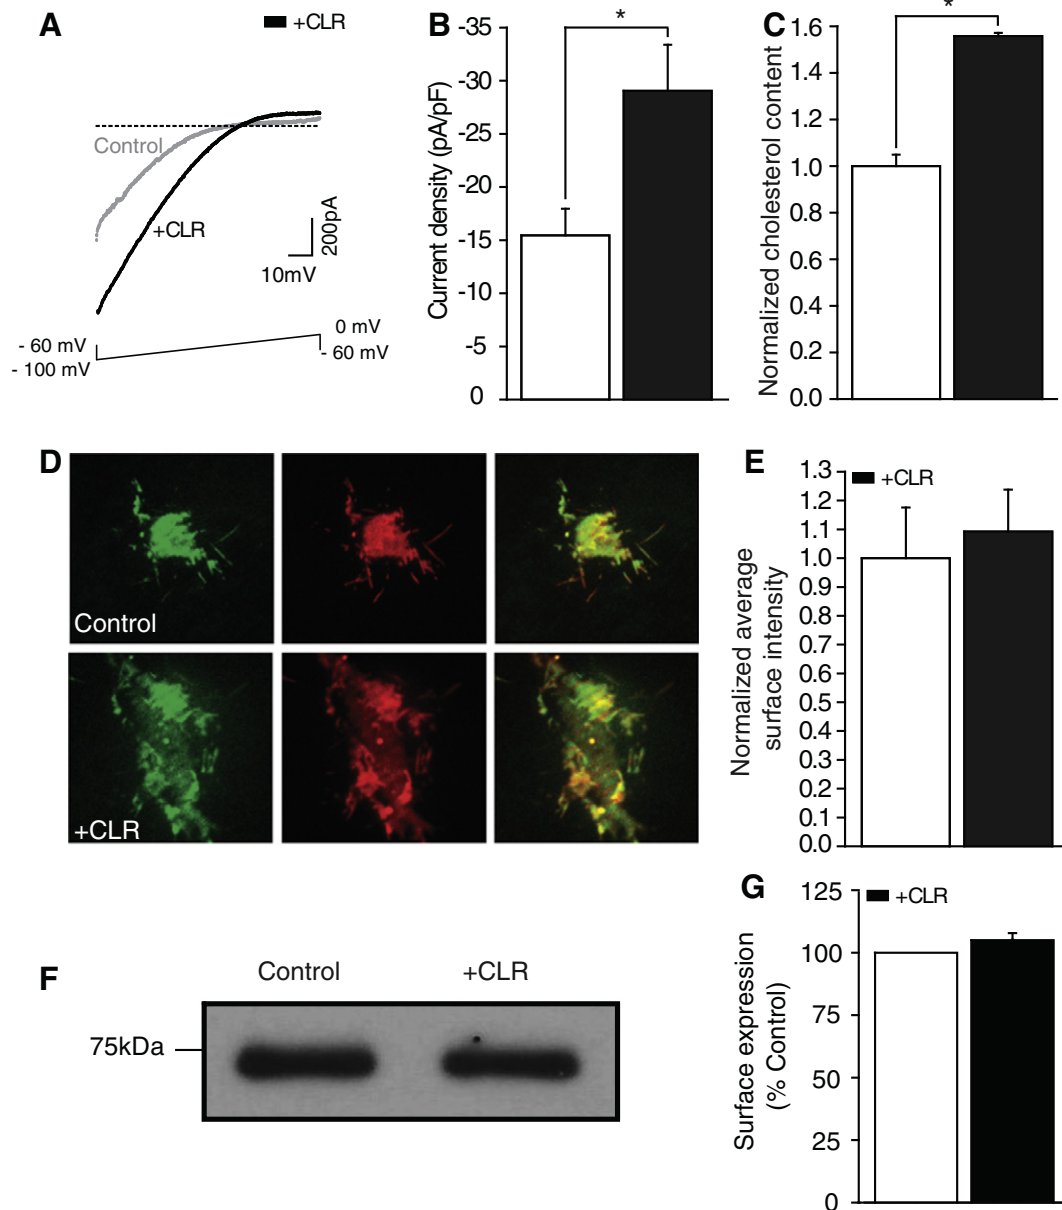 A
+CLR
Control
+CLR
200pA
10mV
- 60 mV
- 100 mV
0 mV
- 60 mV
B
Current density (pA/pF)
-35
-30
-25
-20
-15
-10
-5
0
*
C
Normalized cholesterol content
1.6
1.4
1.2
1.0
0.8
0.6
0.4
0.2
0.0
*
D
Control
+CLR
E
+CLR
Normalized average
surface intensity
1.3
1.2
1.1
1.0
0.9
0.8
0.7
0.6
0.5
0.4
0.3
0.2
0.1
0.0
F
Control
+CLR
75kDa
G
+CLR
Surface expression
(% Control)
125
100
75
50
25
0